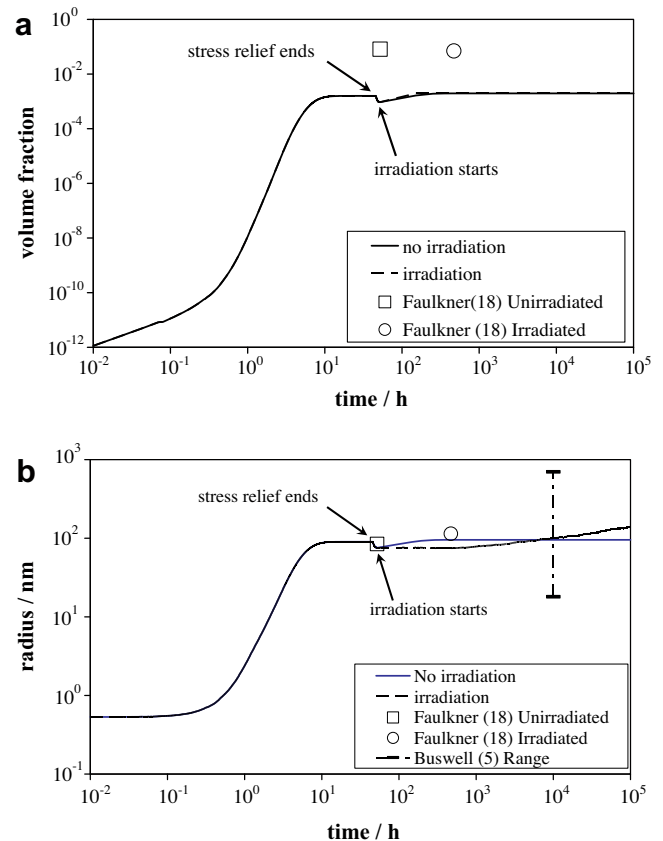 a
10^0
10^-2
10^-4
10^-6
10^-8
10^-10
10^-12
volume fraction
stress relief ends
irradiation starts
no irradiation
irradiation
Faulkner(18) Unirradiated
Faulkner (18) Irradiated
10^-2 10^-1 10^0 10^1 10^2 10^3 10^4 10^5
time / h
b
10^3
10^2
10^1
10^0
10^-1
radius / nm
stress relief ends
irradiation starts
No irradiation
irradiation
Faulkner (18) Unirradiated
Faulkner (18) Irradiated
Buswell (5) Range
10^-2 10^-1 10^0 10^1 10^2 10^3 10^4 10^5
time / h